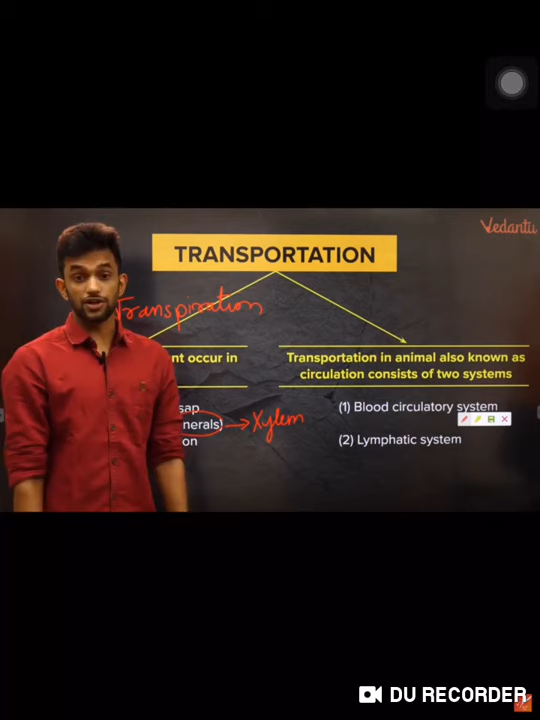 Vedantu
TRANSPORTATION
Transpiration
nt occur in
Transportation in animal also known as
circulation consists of two systems
sap
nerals) → Xylem
on
(1) Blood circulatory system
(2) Lymphatic system
DU RECORDER